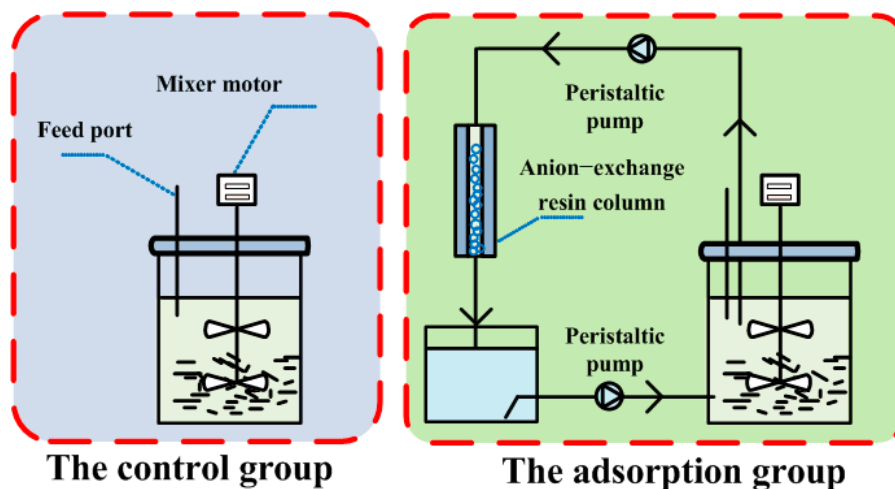 Mixer motor
Feed port
The control group
Peristaltic
pump
Anion−exchange
resin column
Peristaltic
pump
The adsorption group